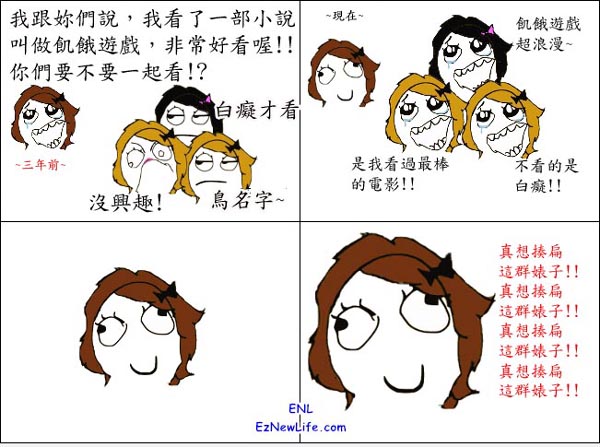 我跟妳們說，我看了一部小說
叫做飢餓遊戲，非常好看喔!!
你們要不要一起看!?
白癡才看
~三年前~
沒興趣!
鳥名字~
~現在~
飢餓遊戲
超浪漫~
是我看過最棒
的電影!!
不看的是
白癡!!
真想揍扁
這群婊子!!
真想揍扁
這群婊子!!
真想揍扁
這群婊子!!
真想揍扁
這群婊子!!
ENL
EzNewLife.com